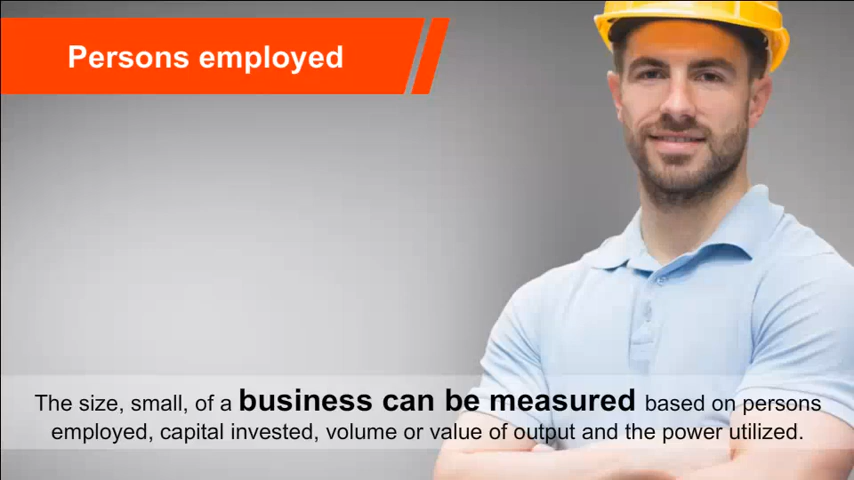 Persons employed
The size, small, of a business can be measured based on persons
employed, capital invested, volume or value of output and the power utilized.